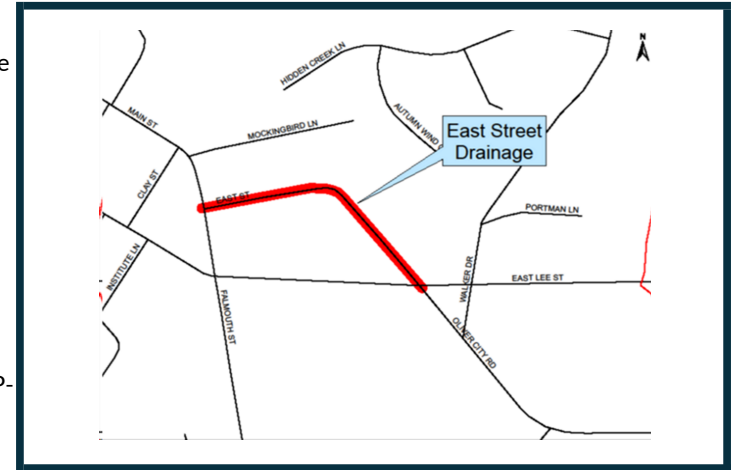 e
N
HIDDEN CREEK LN
MAIN ST
AUTUMN WIND
MOCKINGBIRD LN
East Street
Drainage
CLAY ST
EAST ST
PORTMAN LN
INSTITUTE LN
WALKER DR
EAST LEE ST
FALMOUTH ST
OLIVER CITY RD
P-